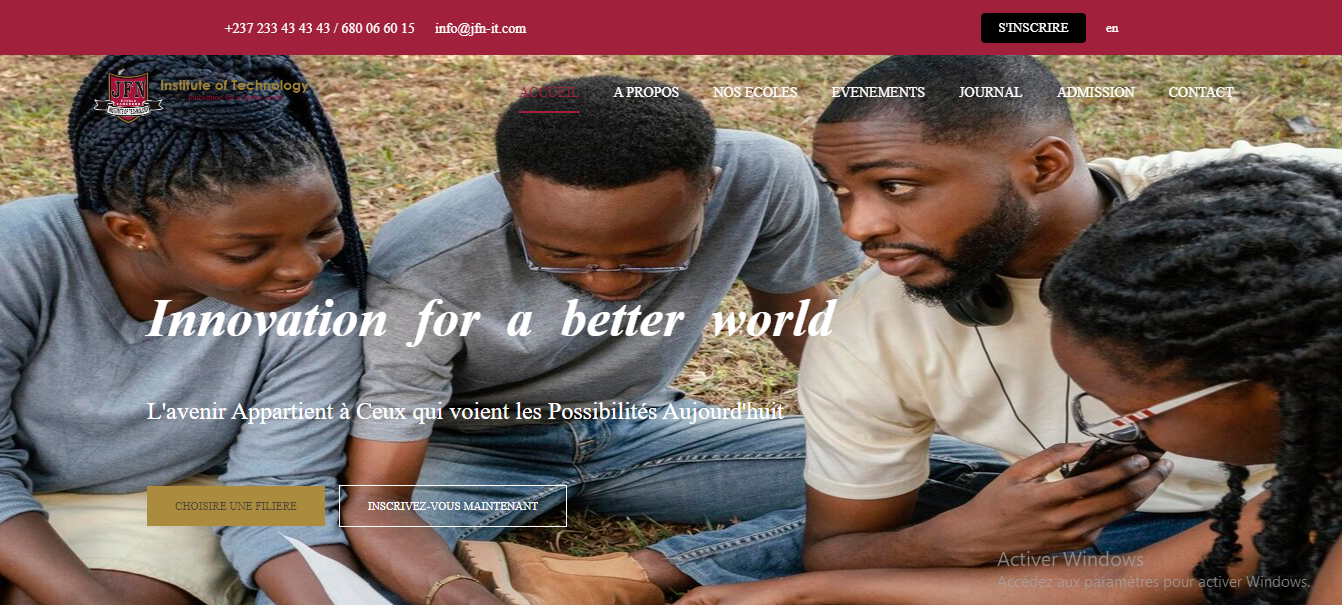 +237 233 43 43 43 / 680 06 60 15 info@jfn-it.com S'INSCRIRE en
JFN
Institute of Technology
ACCUEIL A PROPOS NOS ECOLES EVENEMENTS JOURNAL ADMISSION CONTACT
Innovation for a better world
L'avenir Appartient à Ceux qui voient les Possibilités Aujourd'huit
CHOISIRE UNE FILIERE INSCRIVEZ-VOUS MAINTENANT
Activer Windows
Accédez aux paramètres pour activer Windows.